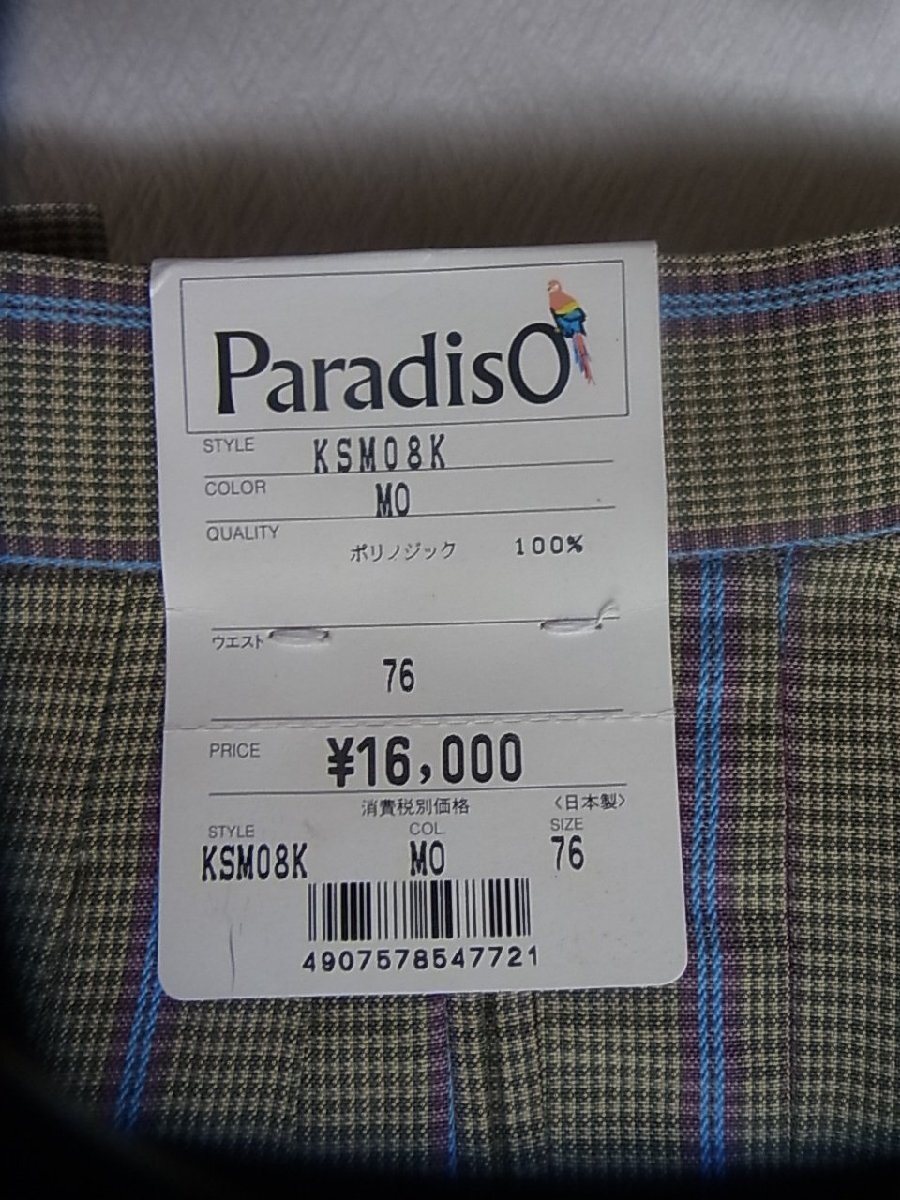 ParadisO
STYLE KSM08K
COLOR MO
QUALITY
ポリノジック 100%
ウエスト
76
PRICE ¥16,000
消費税別価格 〈日本製〉
STYLE COL. SIZE
KSM08K MO 76
4907578547721